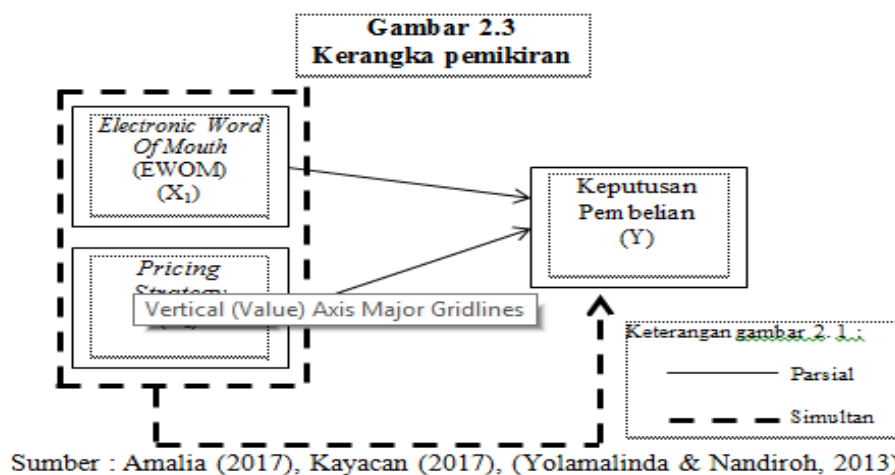 Gambar 2.3
Kerangka pemikiran
Electronic Word
Of Mouth
(EWOM)
(X₁)
Keputusan
Pembelian
(Y)
Pricing
Vertical (Value) Axis Major Gridlines
Keterangan gambar 2. 1 :
Parsial
Simultan
Sumber : Amalia (2017), Kayacan (2017), (Yolamalinda & Nandiroh, 2013